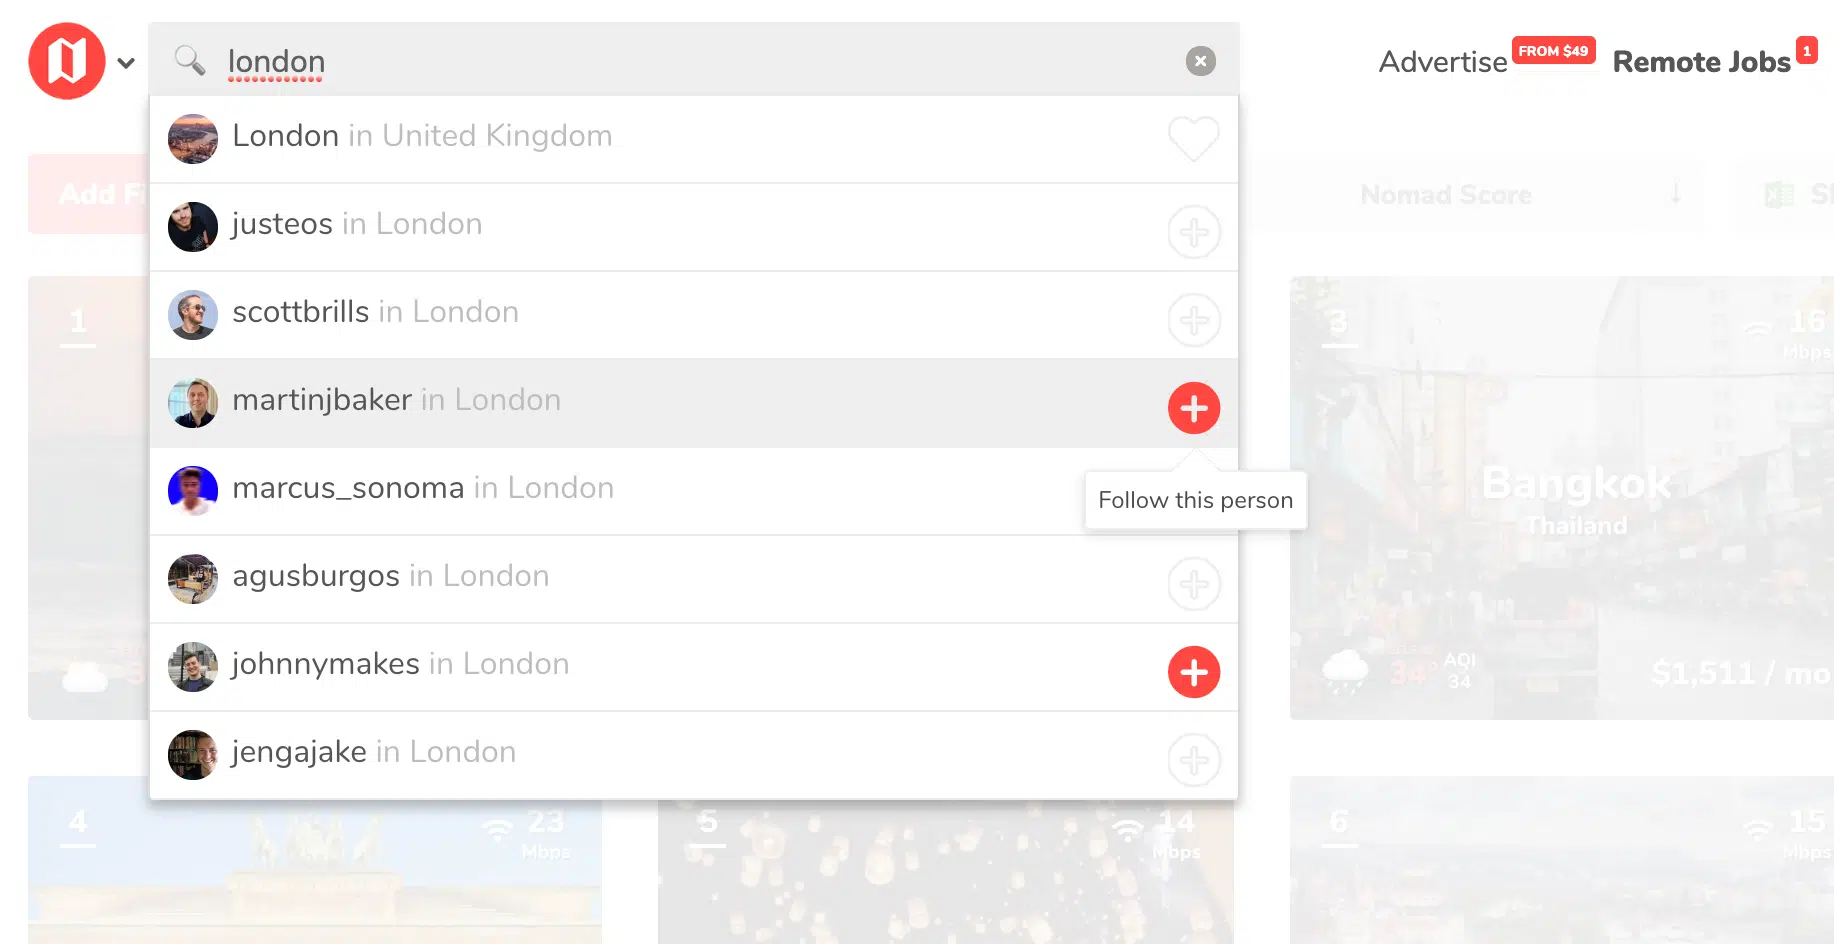 london
Advertise FROM $49 Remote Jobs 1
London in United Kingdom
Add Fi
Nomad Score ↓
justeos in London
scottbrills in London
1
3
16
Mbps
martinjbaker in London
Follow this person
marcus_sonoma in London
Bangkok
Thailand
agusburgos in London
johnnymakes in London
34°
AQI
34
$1,511 / mo
jengajake in London
4
23
Mbps
5
14
Mbps
6
15
Mbps